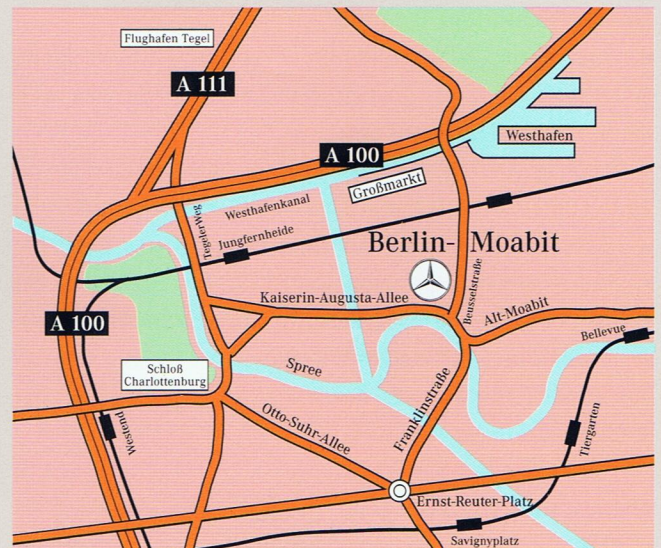 Flughafen Tegel
A 111
A 100
Westhafen
Großmarkt
Westhafenkanal
Tegeler Weg
Jungfernheide
Berlin-Moabit
Kaiserin-Augusta-Allee
Beusselstraße
Alt-Moabit
A 100
Bellevue
Schloß
Charlottenburg
Spree
Westend
Otto-Suhr-Allee
Franklinstraße
Tiergarten
Ernst-Reuter-Platz
Savignyplatz